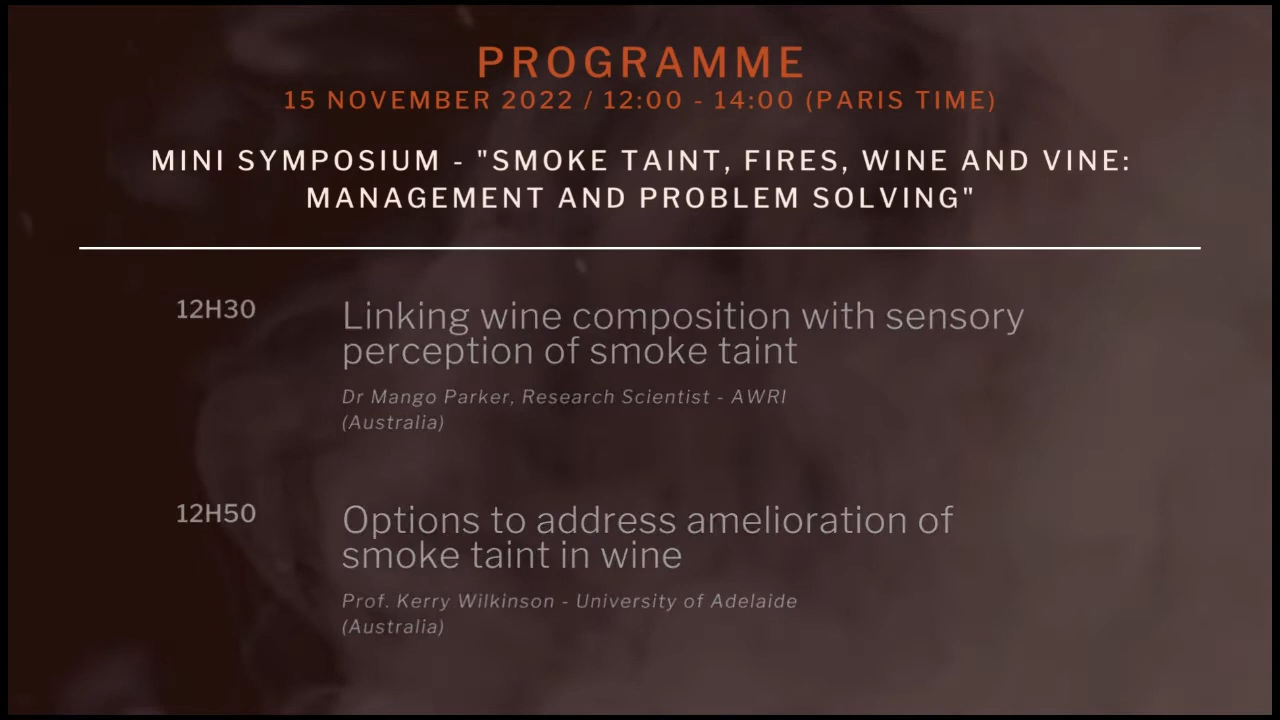 PROGRAMME
15 NOVEMBER 2022 / 12:00 - 14:00 (PARIS TIME)
MINI SYMPOSIUM - "SMOKE TAINT, FIRES, WINE AND VINE:
MANAGEMENT AND PROBLEM SOLVING"
12H30
Linking wine composition with sensory
perception of smoke taint
Dr Mango Parker, Research Scientist - AWRI
(Australia)
12H50
Options to address amelioration of
smoke taint in wine
Prof. Kerry Wilkinson - University of Adelaide
(Australia)